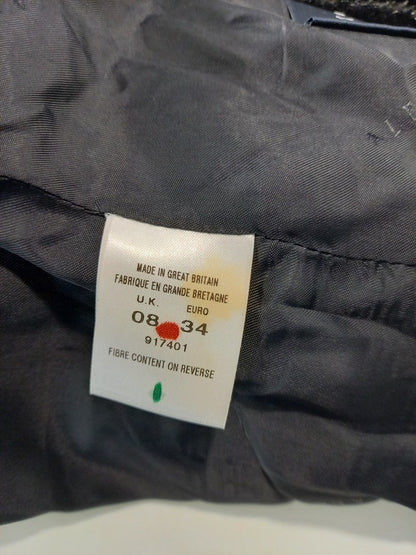 MADE IN GREAT BRITAIN
FABRIQUE EN GRANDE BRETAGNE
U.K. EURO
08 34
917401
FIBRE CONTENT ON REVERSE